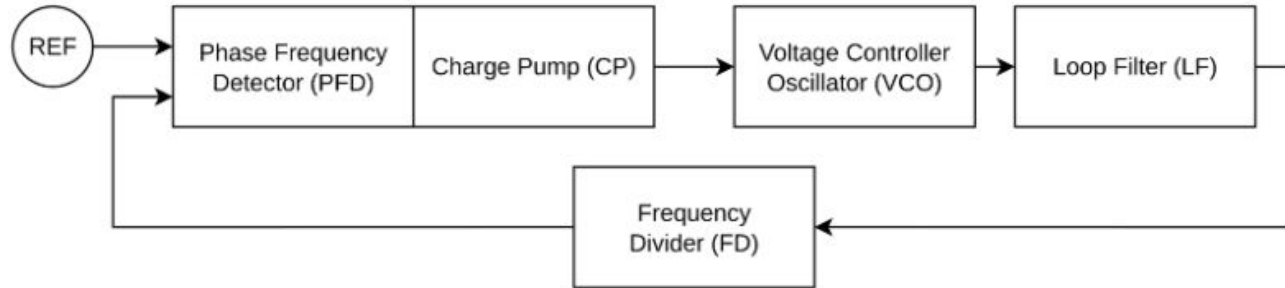 REF
Phase Frequency
Detector (PFD)
Charge Pump (CP)
Voltage Controller
Oscillator (VCO)
Loop Filter (LF)
Frequency
Divider (FD)